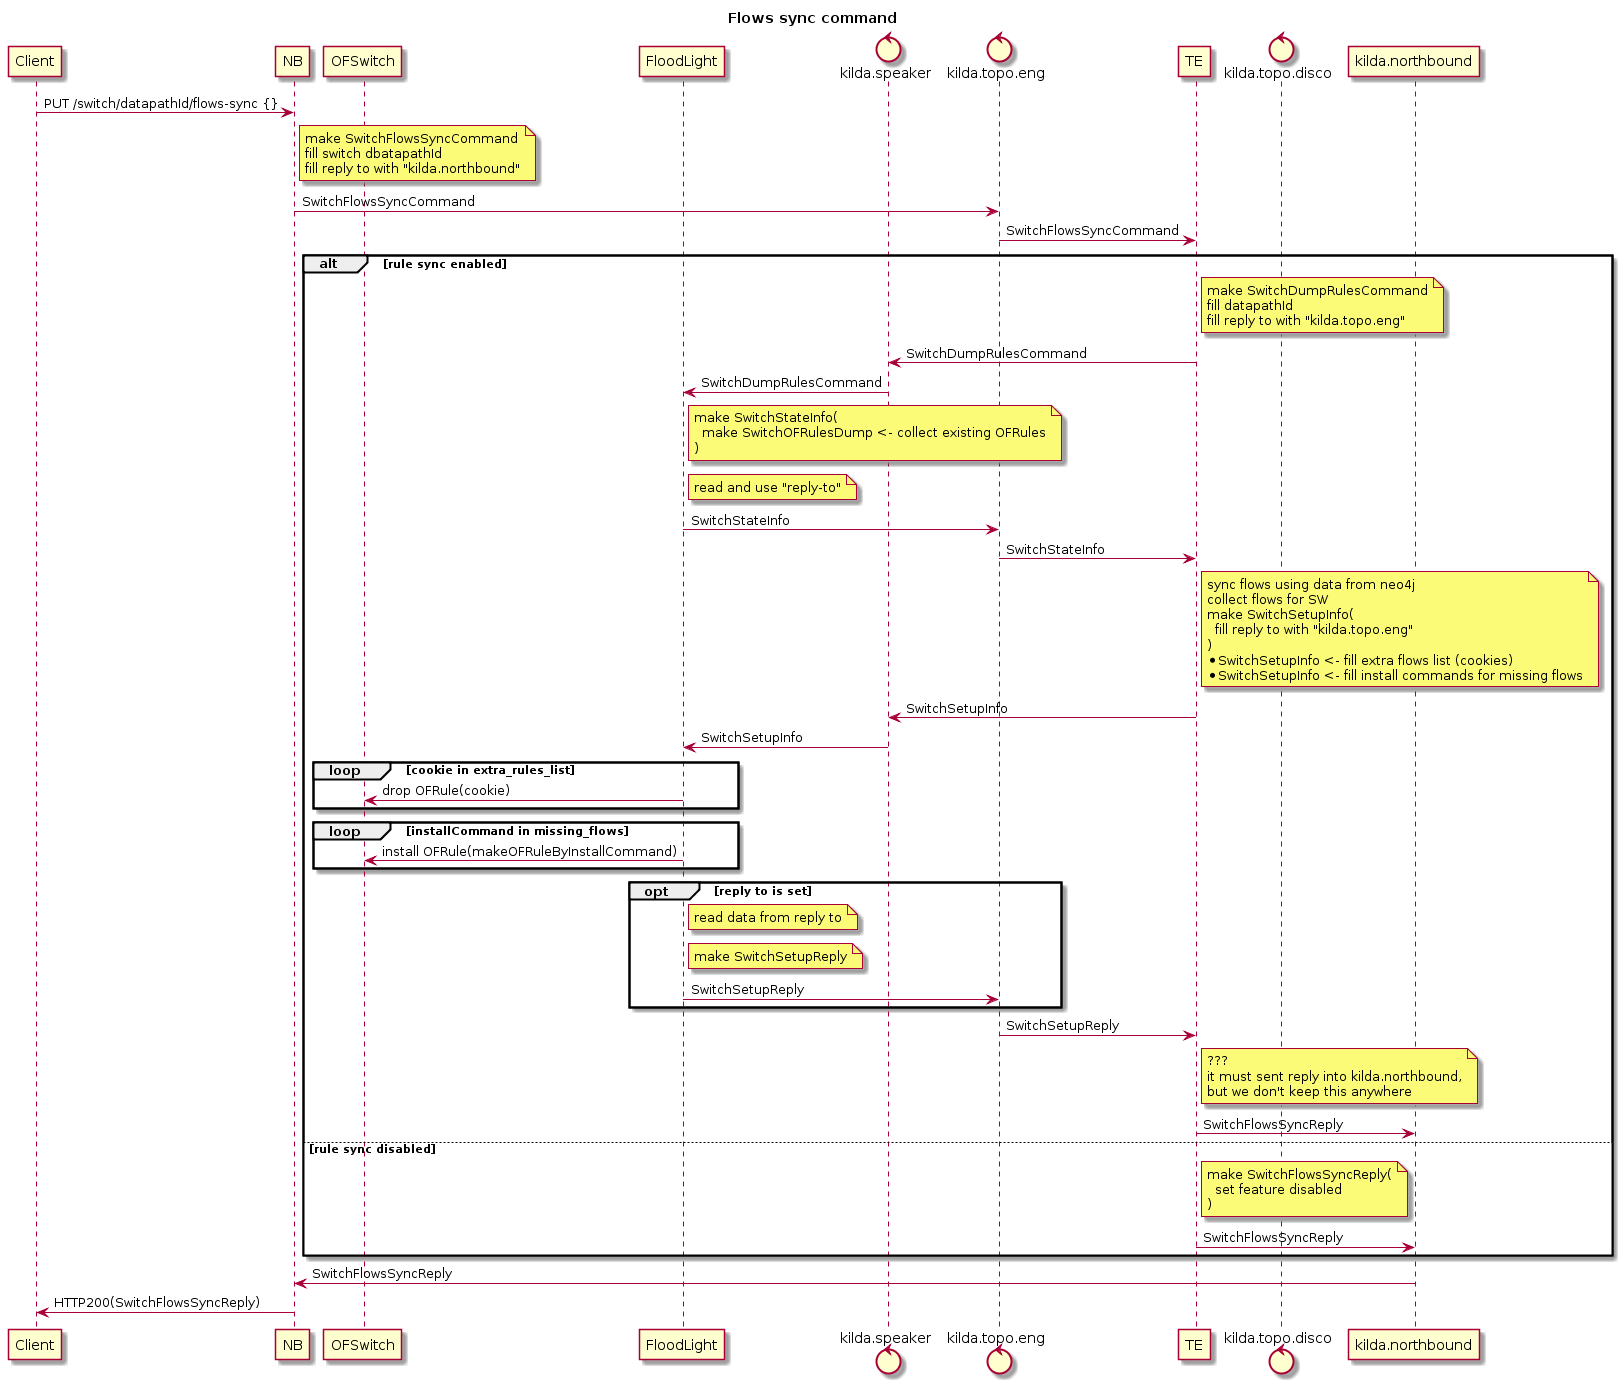 Flows sync command
Client
NB
OFSwitch
FloodLight
kilda.speaker
kilda.topo.eng
TE
kilda.topo.disco
kilda.northbound
PUT /switch/datapathId/flows-sync {}
make SwitchFlowsSyncCommand
fill switch dbatapathId
fill reply to with "kilda.northbound"
SwitchFlowsSyncCommand
SwitchFlowsSyncCommand
alt
[rule sync enabled]
make SwitchDumpRulesCommand
fill datapathId
fill reply to with "kilda.topo.eng"
SwitchDumpRulesCommand
SwitchDumpRulesCommand
make SwitchStateInfo(
make SwitchOFRulesDump <- collect existing OFRules
)
read and use "reply-to"
SwitchStateInfo
SwitchStateInfo
sync flows using data from neo4j
collect flows for SW
make SwitchSetupInfo(
fill reply to with "kilda.topo.eng"
)
•SwitchSetupInfo <- fill extra flows list (cookies)
•SwitchSetupInfo <- fill install commands for missing flows
SwitchSetupInfo
SwitchSetupInfo
loop
[cookie in extra_rules_list]
drop OFRule(cookie)
loop
[installCommand in missing_flows]
install OFRule(makeOFRuleByInstallCommand)
opt
[reply to is set]
read data from reply to
make SwitchSetupReply
SwitchSetupReply
SwitchSetupReply
???
it must sent reply into kilda.northbound,
but we don't keep this anywhere
SwitchFlowsSyncReply
[rule sync disabled]
make SwitchFlowsSyncReply(
set feature disabled
)
SwitchFlowsSyncReply
SwitchFlowsSyncReply
HTTP200(SwitchFlowsSyncReply)
Client
NB
OFSwitch
FloodLight
kilda.speaker
kilda.topo.eng
TE
kilda.topo.disco
kilda.northbound